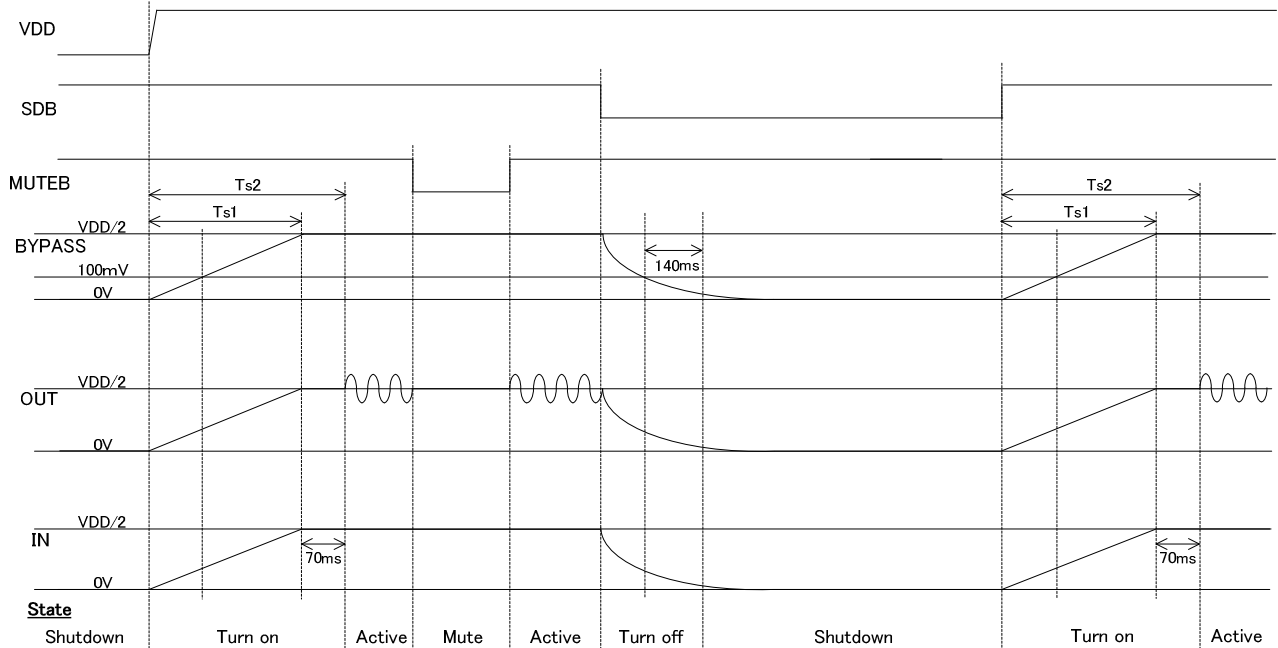 VDD
SDB
MUTEB
Ts2
Ts2
Ts1
Ts1
VDD/2
BYPASS
100mV
140ms
0V
VDD/2
OUT
0V
VDD/2
IN
70ms
70ms
0V
State
Shutdown Turn on Active Mute Active Turn off Shutdown Turn on Active